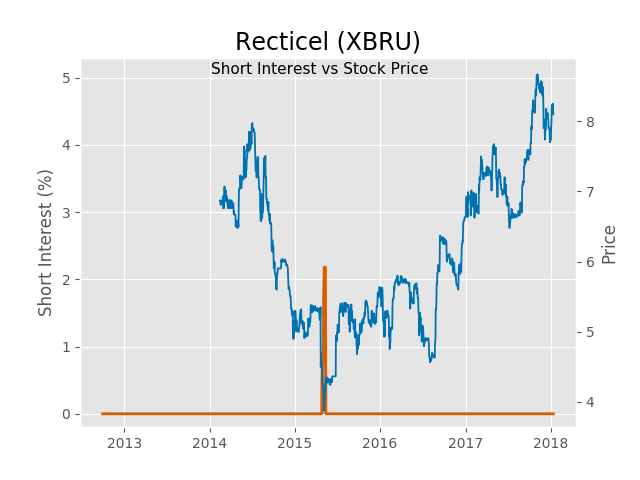 Recticel (XBRU)
Short Interest vs Stock Price
Short Interest (%)
5
4
3
2
1
0
8
7
6
5
4
Price
2013 2014 2015 2016 2017 2018